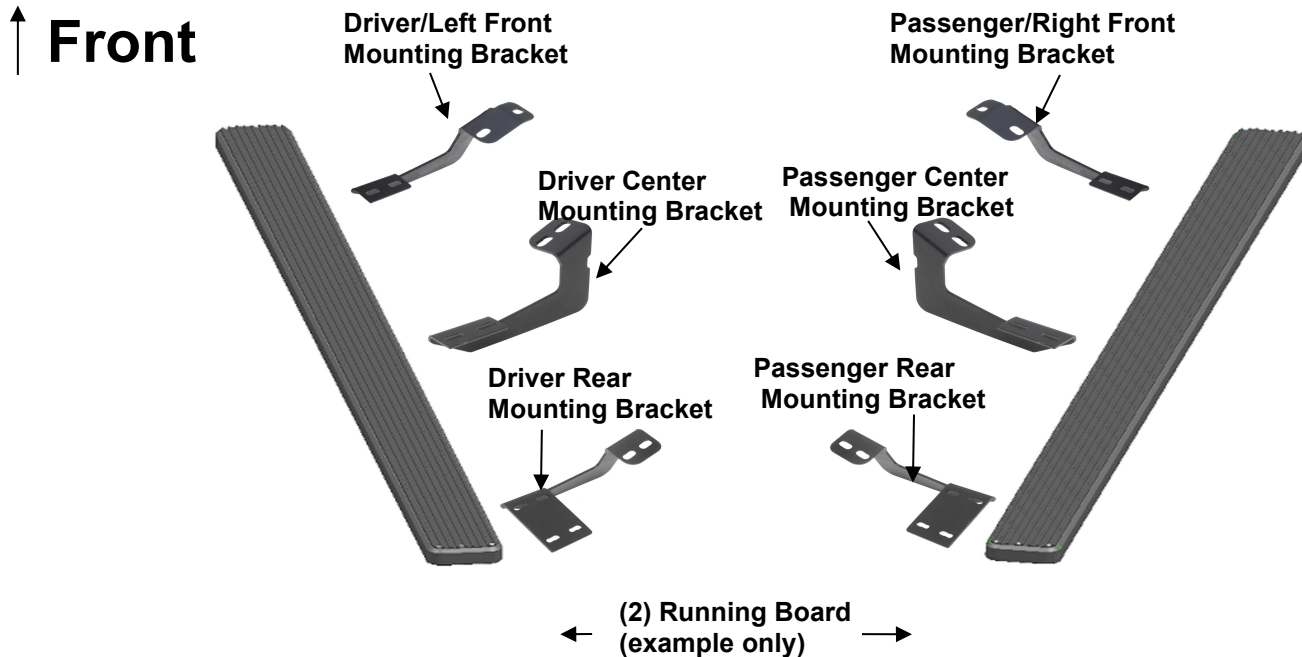 Front
Driver/Left Front
Mounting Bracket
Passenger/Right Front
Mounting Bracket
Driver Center
Mounting Bracket
Passenger Center
Mounting Bracket
Driver Rear
Mounting Bracket
Passenger Rear
Mounting Bracket
(2) Running Board
(example only)